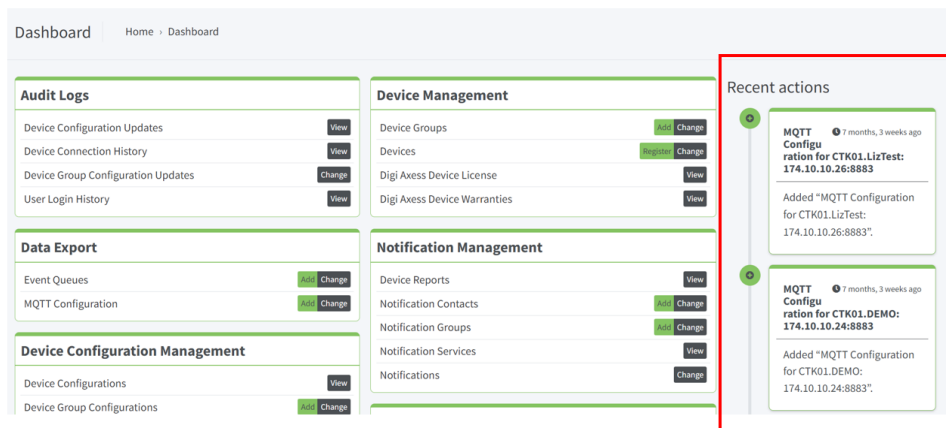 Dashboard
Home › Dashboard
Audit Logs
Device Configuration Updates View
Device Connection History View
Device Group Configuration Updates Change
User Login History View
Data Export
Event Queues Add Change
MQTT Configuration Add Change
Device Configuration Management
Device Configurations View
Device Group Configurations Add Change
Device Management
Device Groups Add Change
Devices Register Change
Digi Axess Device License View
Digi Axess Device Warranties View
Notification Management
Device Reports View
Notification Contacts Add Change
Notification Groups Add Change
Notification Services View
Notifications Change
Recent actions
MQTT 7 months, 3 weeks ago
Configu
ration for CTK01.LizTest:
174.10.10.26:8883
Added “MQTT Configuration
for CTK01.LizTest:
174.10.10.26:8883”.
MQTT 7 months, 3 weeks ago
Configu
ration for CTK01.DEMO:
174.10.10.24:8883
Added “MQTT Configuration
for CTK01.DEMO:
174.10.10.24:8883”.